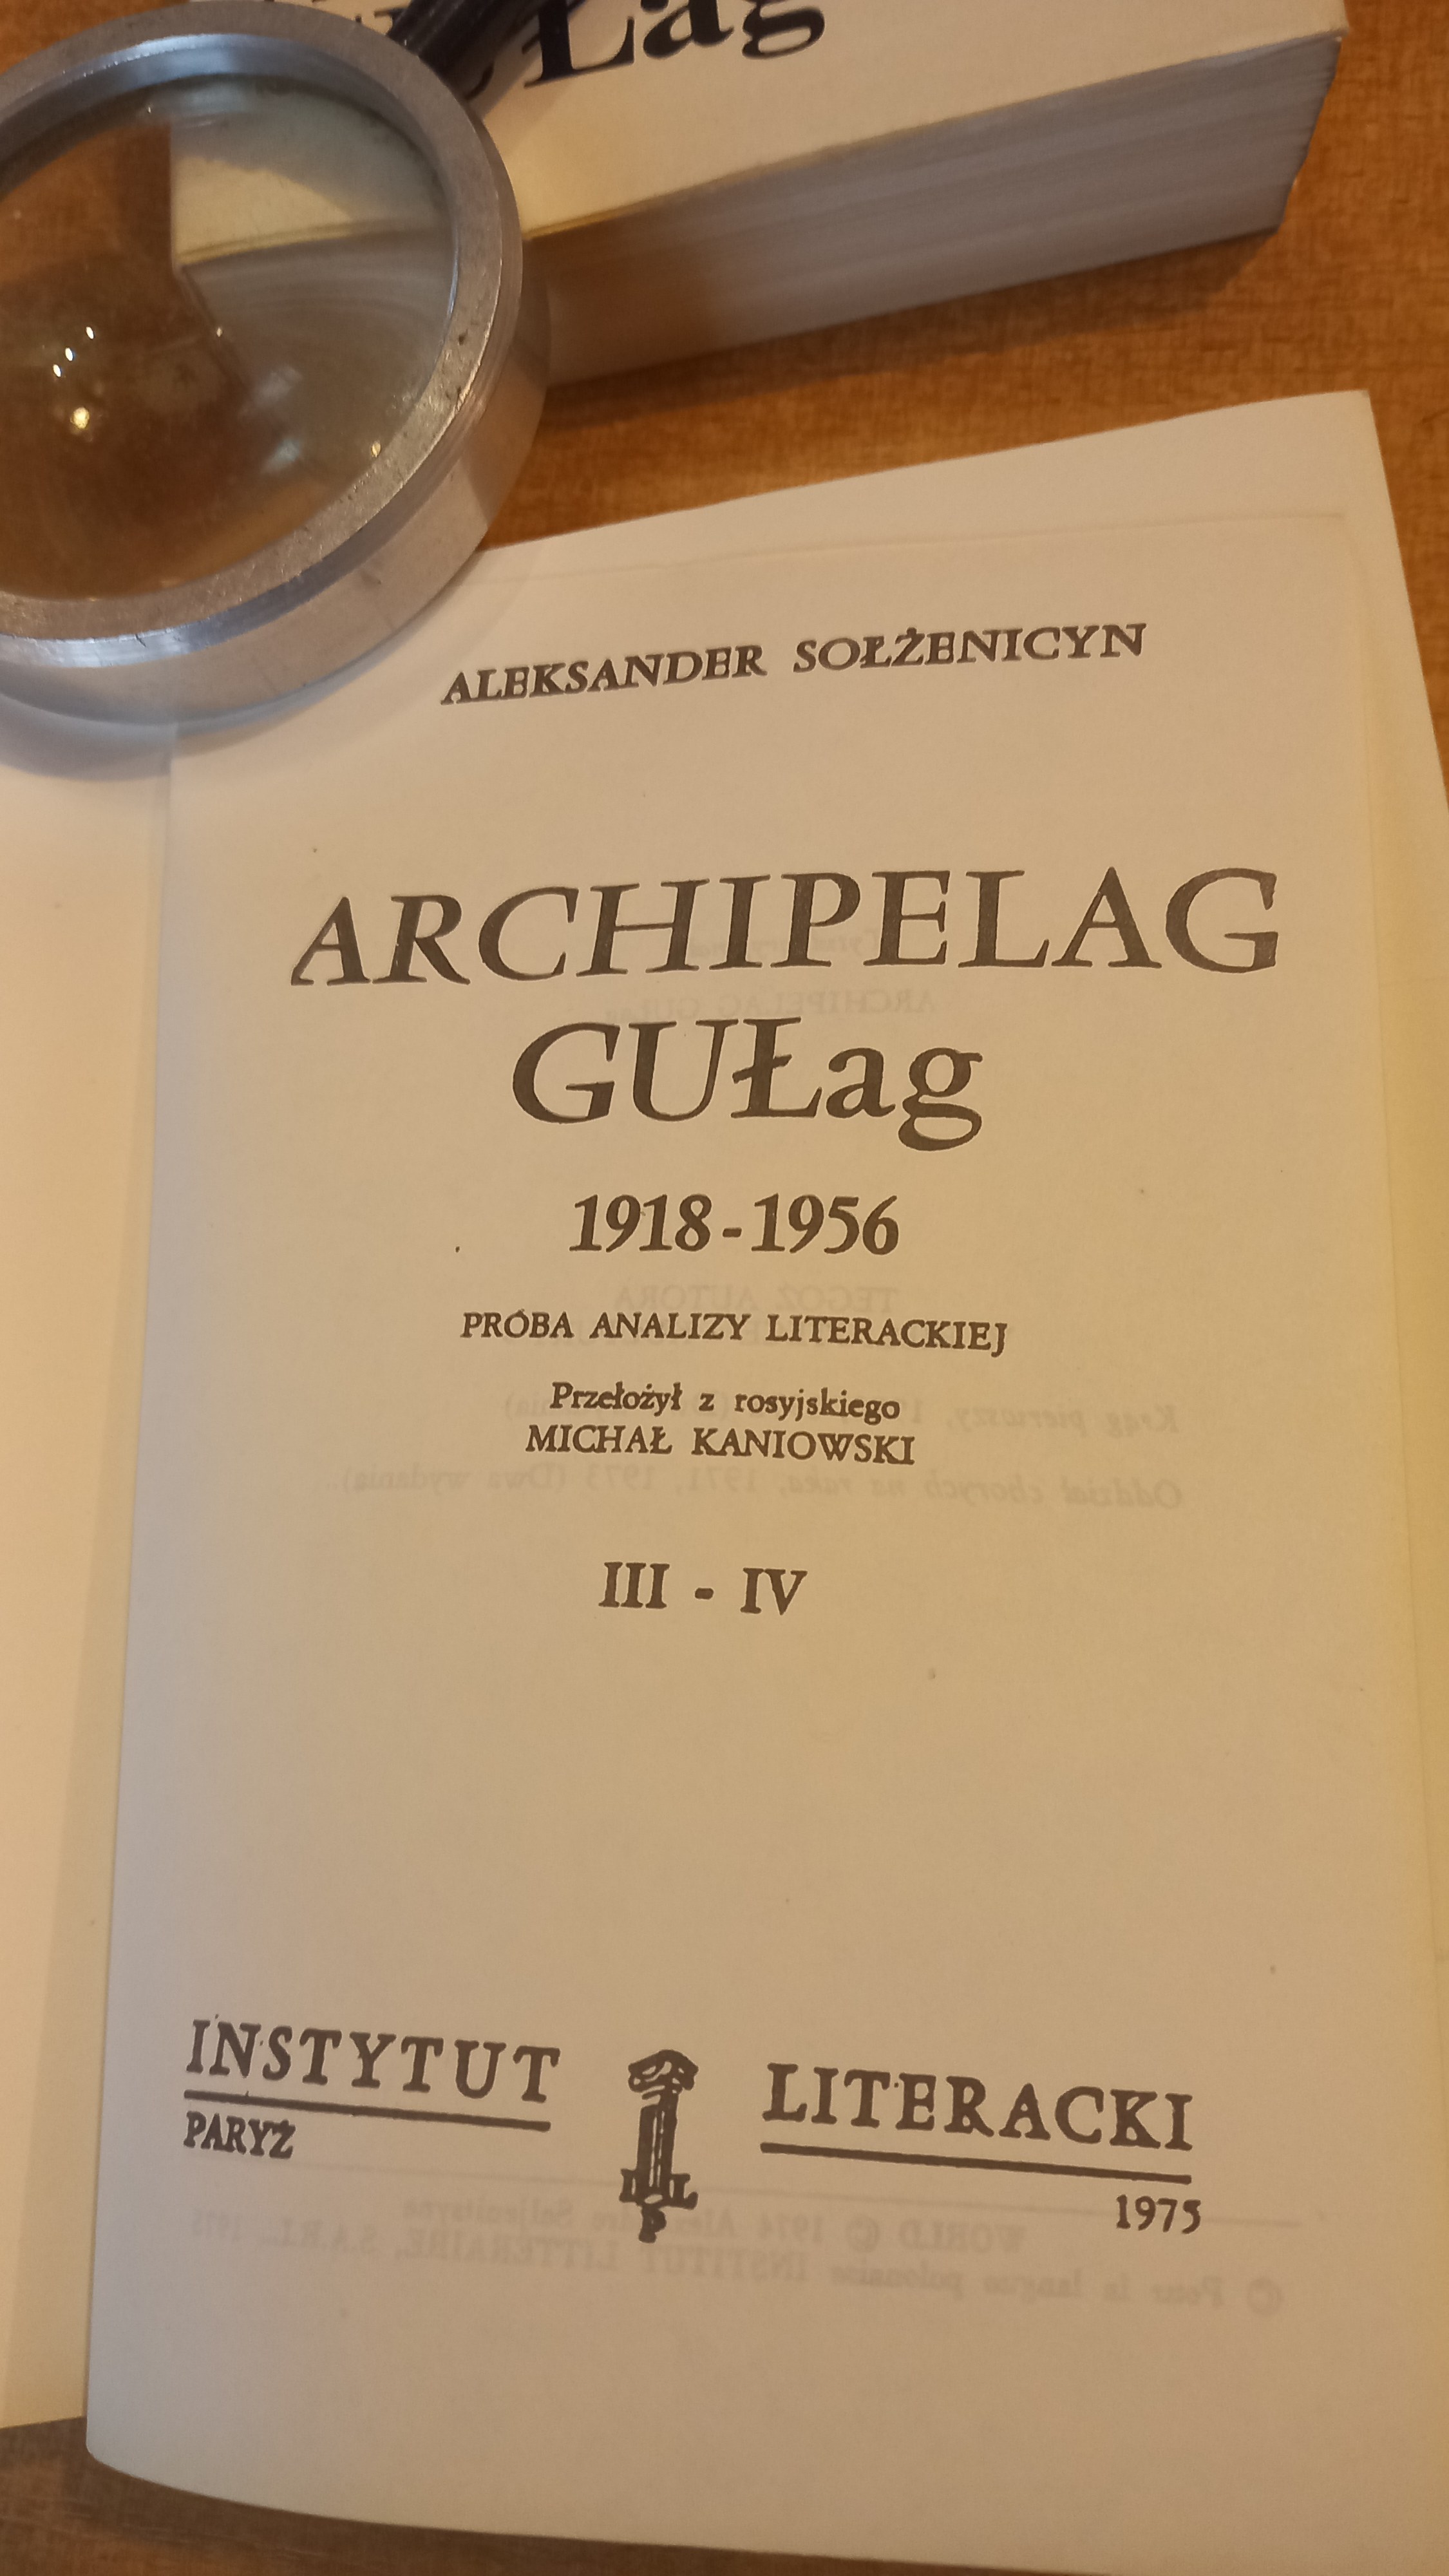 Łag
ALEKSANDER SOŁŻENICYN
ARCHIPELAG
GUŁag
1918-1956
PRÓBA ANALIZY LITERACKIEJ
Przełożył z rosyjskiego
MICHAŁ KANIOWSKI
III - IV
INSTYTUT LITERACKI
PARYŻ 1975
I L
P